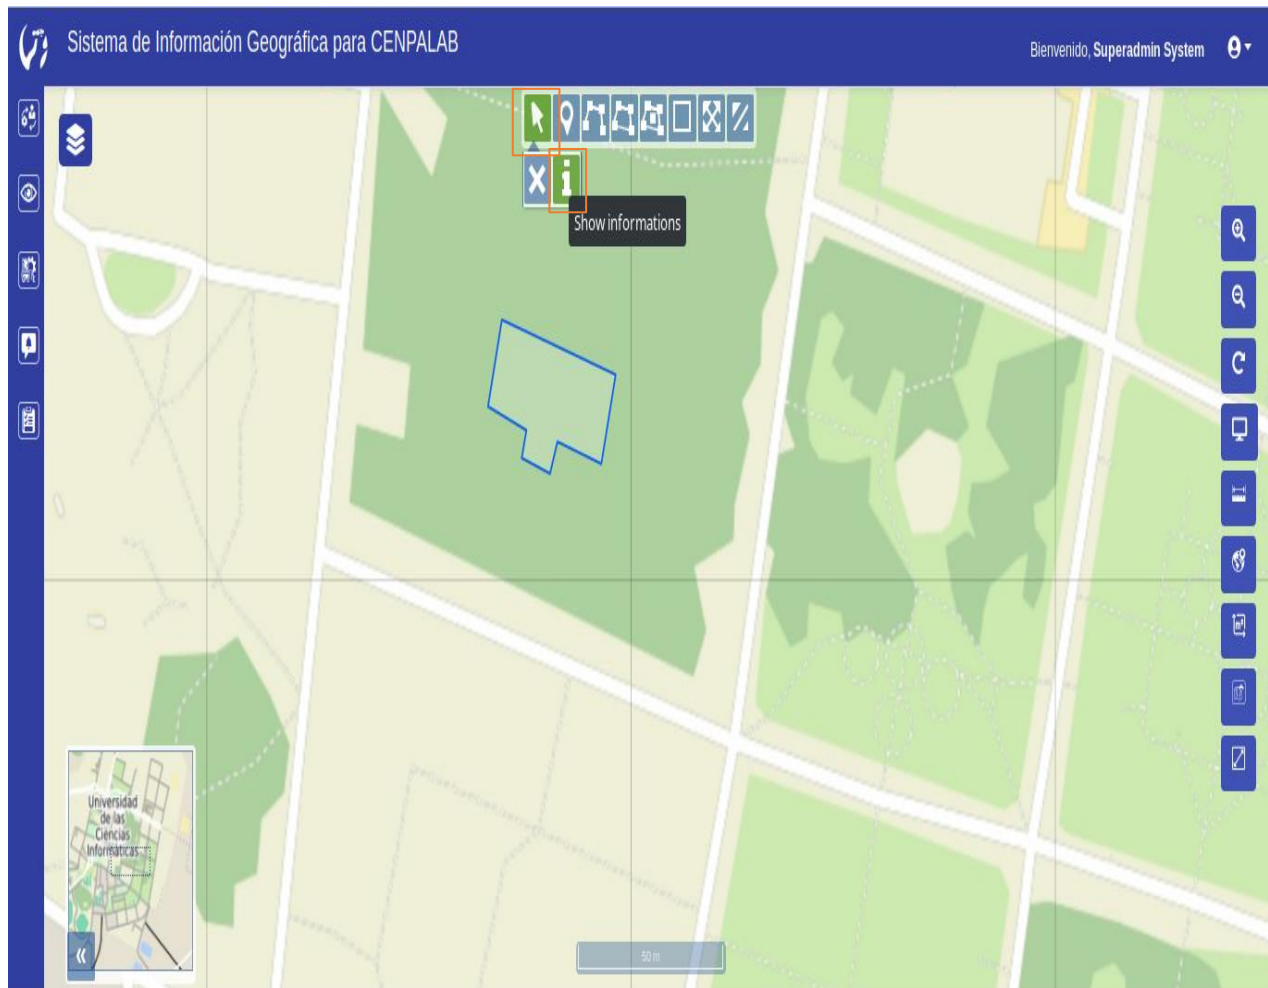 Sistema de Información Geográfica para CENPALAB
Bienvenido, Superadmin System
Show informations
Universidad
de las
Ciencias
Informáticas
50 m